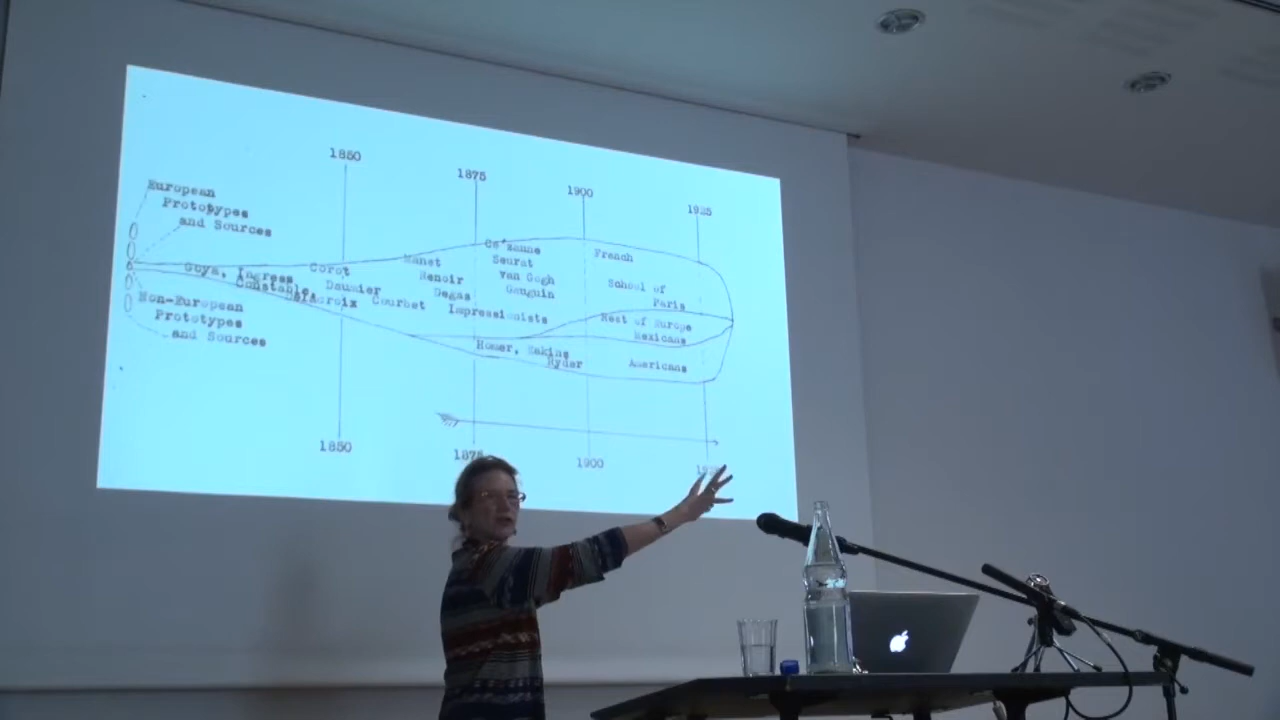 1850
1875
1900
1925
European
Prototypes
and Sources
Goya, Ingres
Constable,
Delacroix
Corot
Daumier
Courbet
Manet
Renoir
Degas
Impressionists
Cézanne
Seurat
Van Gogh
Gauguin
French
School of
Paris
Rest of Europe
Mexicans
Homer, Eakins
Ryder
Americans
Non-European
Prototypes
and Sources
1850
1875
1900